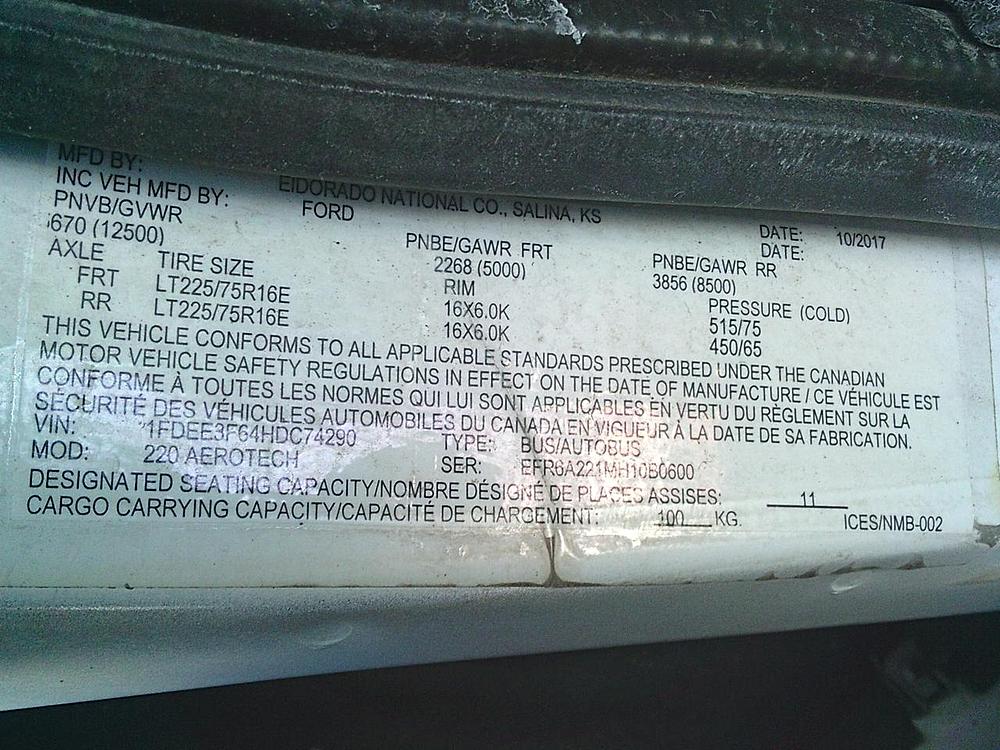 MFD BY: ElDORADO NATIONAL CO., SALINA, KS DATE: 10/2017
INC VEH MFD BY: FORD DATE:
PNVB/GVWR PNBE/GAWR FRT PNBE/GAWR RR
670 (12500) 2268 (5000) 3856 (8500)
AXLE TIRE SIZE RIM PRESSURE (COLD)
FRT LT225/75R16E 16X6.0K 515/75
RR LT225/75R16E 16X6.0K 450/65
THIS VEHICLE CONFORMS TO ALL APPLICABLE STANDARDS PRESCRIBED UNDER THE CANADIAN
MOTOR VEHICLE SAFETY REGULATIONS IN EFFECT ON THE DATE OF MANUFACTURE / CE VÉHICULE EST
CONFORME À TOUTES LES NORMES QUI LUI SONT APPLICABLES EN VERTU DU RÈGLEMENT SUR LA
SÉCURITÉ DES VÉHICULES AUTOMOBILES DU CANADA EN VIGUEUR À LA DATE DE SA FABRICATION.
VIN: 1FDEE3F64HDC74290 TYPE: BUS/AUTOBUS
MOD: 220 AEROTECH SER: EFR6A221MH10B0600
DESIGNATED SEATING CAPACITY/NOMBRE DÉSIGNÉ DE PLACES ASSISES: 11
CARGO CARRYING CAPACITY/CAPACITÉ DE CHARGEMENT: 100 KG. ICES/NMB-002